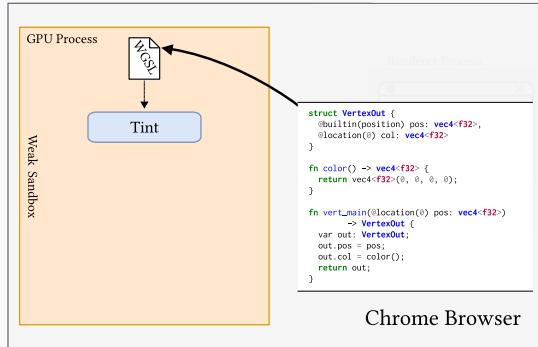 GPU Process
WGSL
Tint
Weak Sandbox
Renderer Process
struct VertexOut {
  @builtin(position) pos: vec4<f32>,
  @location(0) col: vec4<f32>
}
fn color() -> vec4<f32> {
  return vec4<f32>(0, 0, 0, 0);
}
fn vert_main(@location(0) pos: vec4<f32>)
        -> VertexOut {
  var out: VertexOut;
  out.pos = pos;
  out.col = color();
  return out;
}
Chrome Browser